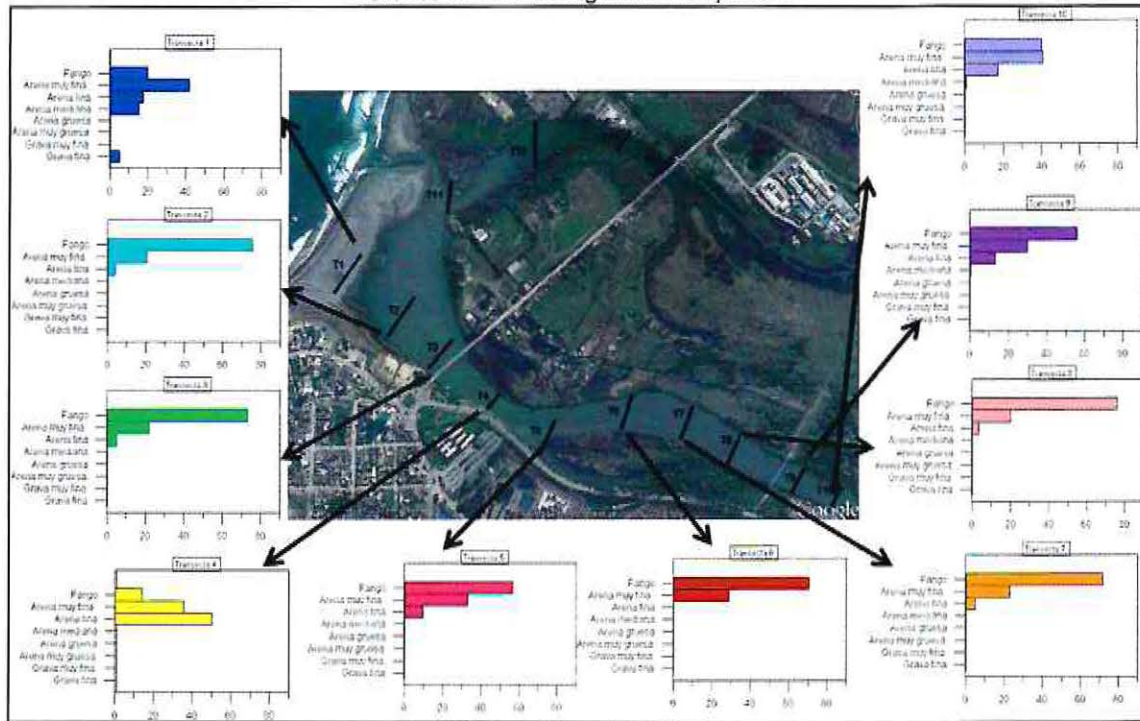 Transecta 1
Fango
Arena muy fina
Arena fina
Arena mediana
Arena gruesa
Arena muy gruesa
Grava muy fina
Grava fina
0 20 40 60 80
Transecta 2
Fango
Arena muy fina
Arena fina
Arena mediana
Arena gruesa
Arena muy gruesa
Grava muy fina
Grava fina
0 20 40 60 80
Transecta 3
Fango
Arena muy fina
Arena fina
Arena mediana
Arena gruesa
Arena muy gruesa
Grava muy fina
Grava fina
0 20 40 60 80
Transecta 4
Fango
Arena muy fina
Arena fina
Arena mediana
Arena gruesa
Arena muy gruesa
Grava muy fina
Grava fina
0 20 40 60 80
Transecta 5
Fango
Arena muy fina
Arena fina
Arena mediana
Arena gruesa
Arena muy gruesa
Grava muy fina
Grava fina
0 20 40 60 80
Transecta 6
Fango
Arena muy fina
Arena fina
Arena mediana
Arena gruesa
Arena muy gruesa
Grava muy fina
Grava fina
0 20 40 60 80
Transecta 7
Fango
Arena muy fina
Arena fina
Arena mediana
Arena gruesa
Arena muy gruesa
Grava muy fina
Grava fina
0 20 40 60 80
Fango
Arena muy fina
Arena fina
Arena mediana
Arena gruesa
Arena muy gruesa
Grava muy fina
Grava fina
0 20 40 60 80
Transecta 9
Fango
Arena muy fina
Arena fina
Arena mediana
Arena gruesa
Arena muy gruesa
Grava muy fina
Grava fina
0 20 40 60 80
Transecta 10
Fango
Arena muy fina
Arena fina
Arena mediana
Arena gruesa
Arena muy gruesa
Grava muy fina
Grava fina
0 20 40 60 80
T1
T2
T3
T7
Google